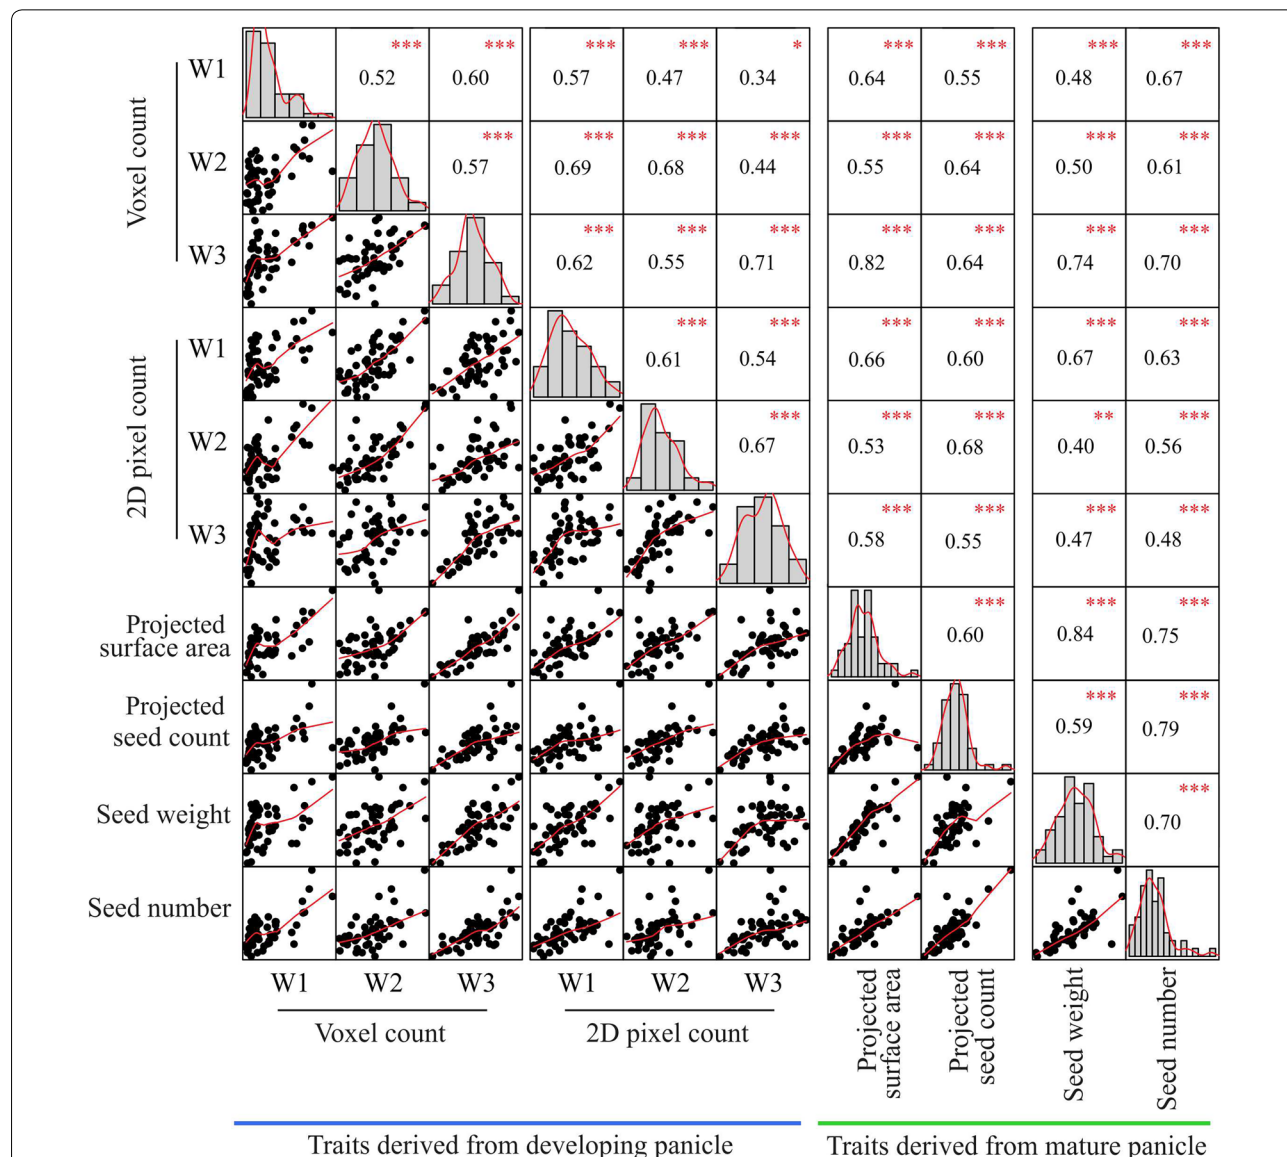 *** *** *** *** * *** *** *** ***
W1 0.52 0.60 0.57 0.47 0.34 0.64 0.55 0.48 0.67
*** *** *** *** *** *** *** ***
W2 0.57 0.69 0.68 0.44 0.55 0.64 0.50 0.61
Voxel count
*** *** *** *** *** *** ***
W3 0.62 0.55 0.71 0.82 0.64 0.74 0.70
*** *** *** *** *** ***
W1 0.61 0.54 0.66 0.60 0.67 0.63
*** *** *** ** ***
W2 0.67 0.53 0.68 0.40 0.56
2D pixel count
*** *** *** ***
W3 0.58 0.55 0.47 0.48
*** *** ***
Projected
surface area
0.60 0.84 0.75
*** ***
Projected
seed count
0.59 0.79
***
Seed weight 0.70
Seed number
W1 W2 W3 W1 W2 W3
Voxel count
2D pixel count
Projected
surface area
Projected
seed count
Seed weight
Seed number
Traits derived from developing panicle
Traits derived from mature panicle